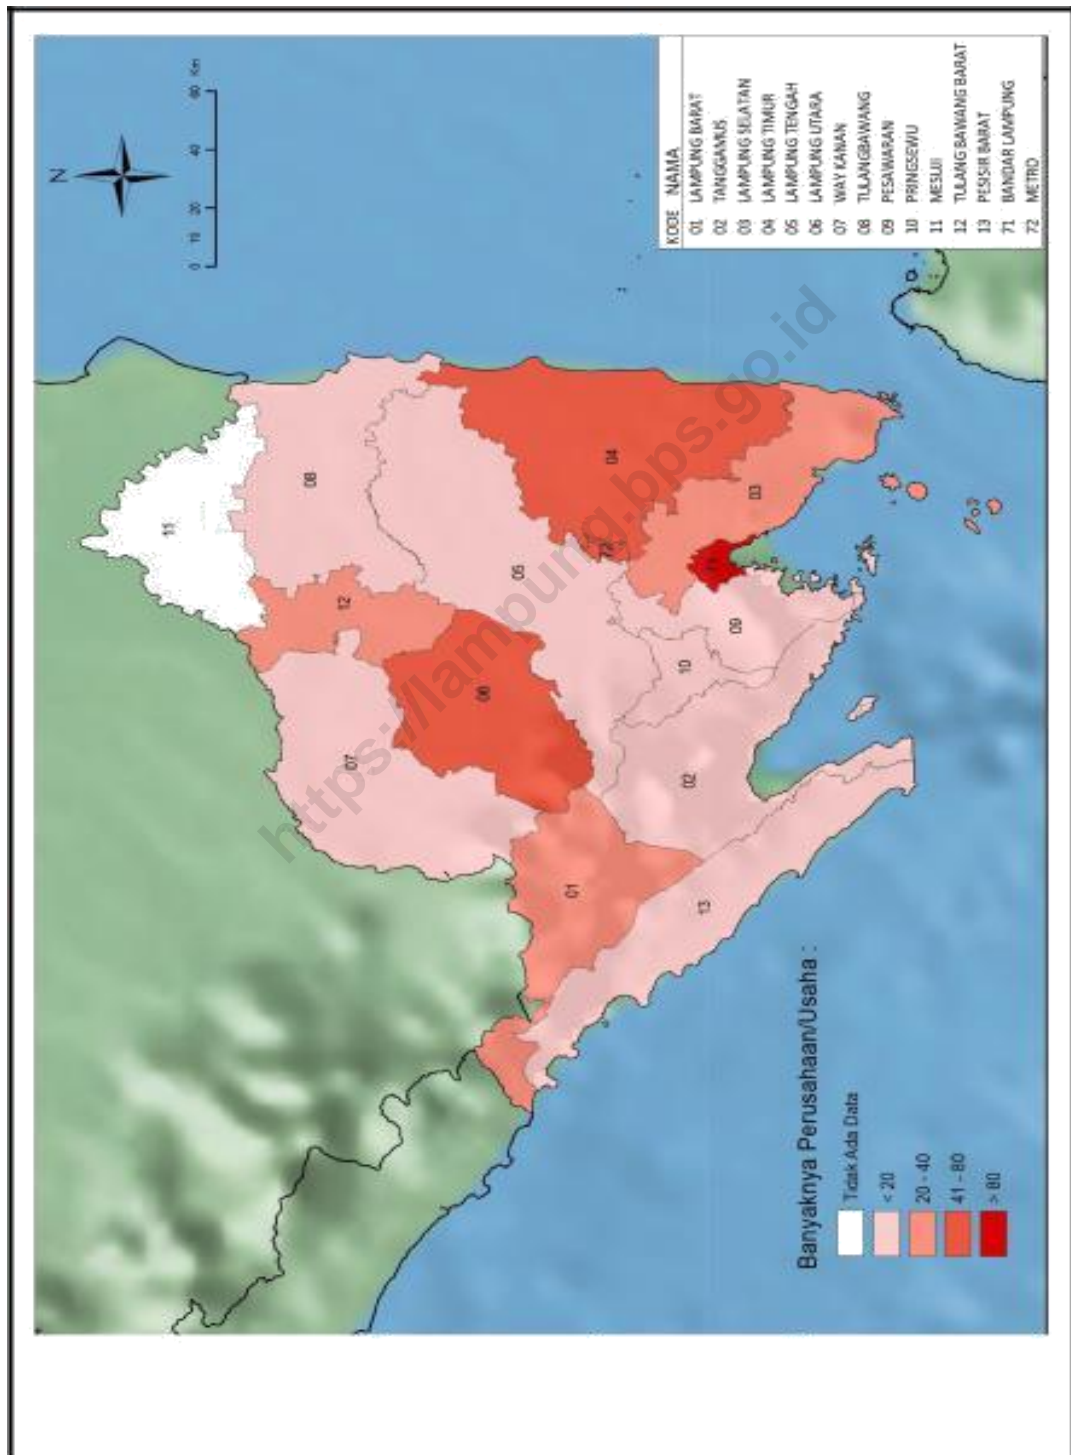 N
0 10 20 40 60 Km
KODE NAMA
01 LAMPUNG BARAT
02 TANGGAMUS
03 LAMPUNG SELATAN
04 LAMPUNG TIMUR
05 LAMPUNG TENGAH
06 LAMPUNG UTARA
07 WAY KANAN
08 TULANGBAWANG
09 PESAWARAN
10 PRINGSEWU
11 MESUJI
12 TULANG BAWANG BARAT
13 PESISIR BARAT
71 BANDAR LAMPUNG
72 METRO
11
08
12
07
06
05
04
72
03
71
09
10
02
01
13
Banyaknya Perusahaan/Usaha :
Tidak Ada Data
< 20
20 - 40
41 - 80
> 80
https://lampung.bps.go.id